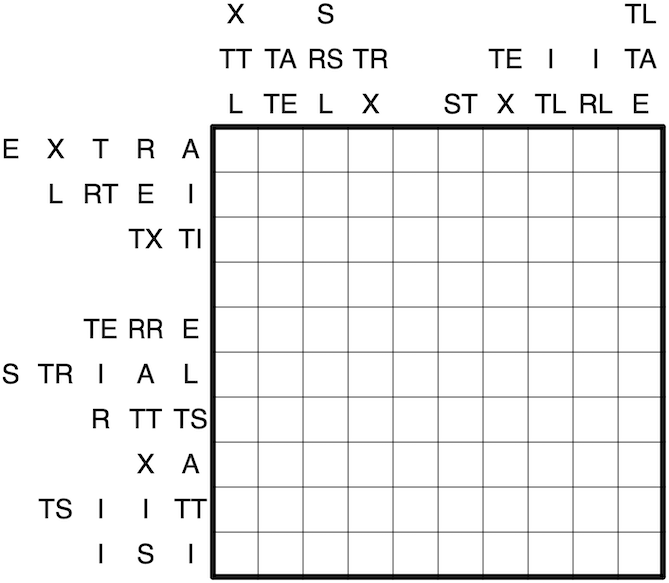 X S TL
TT TA RS TR TE I I TA
L TE L X ST X TL RL E
E X T R A
L RT E I
TX TI
TE RR E
S TR I A L
R TT TS
X A
TS I I TT
I S I